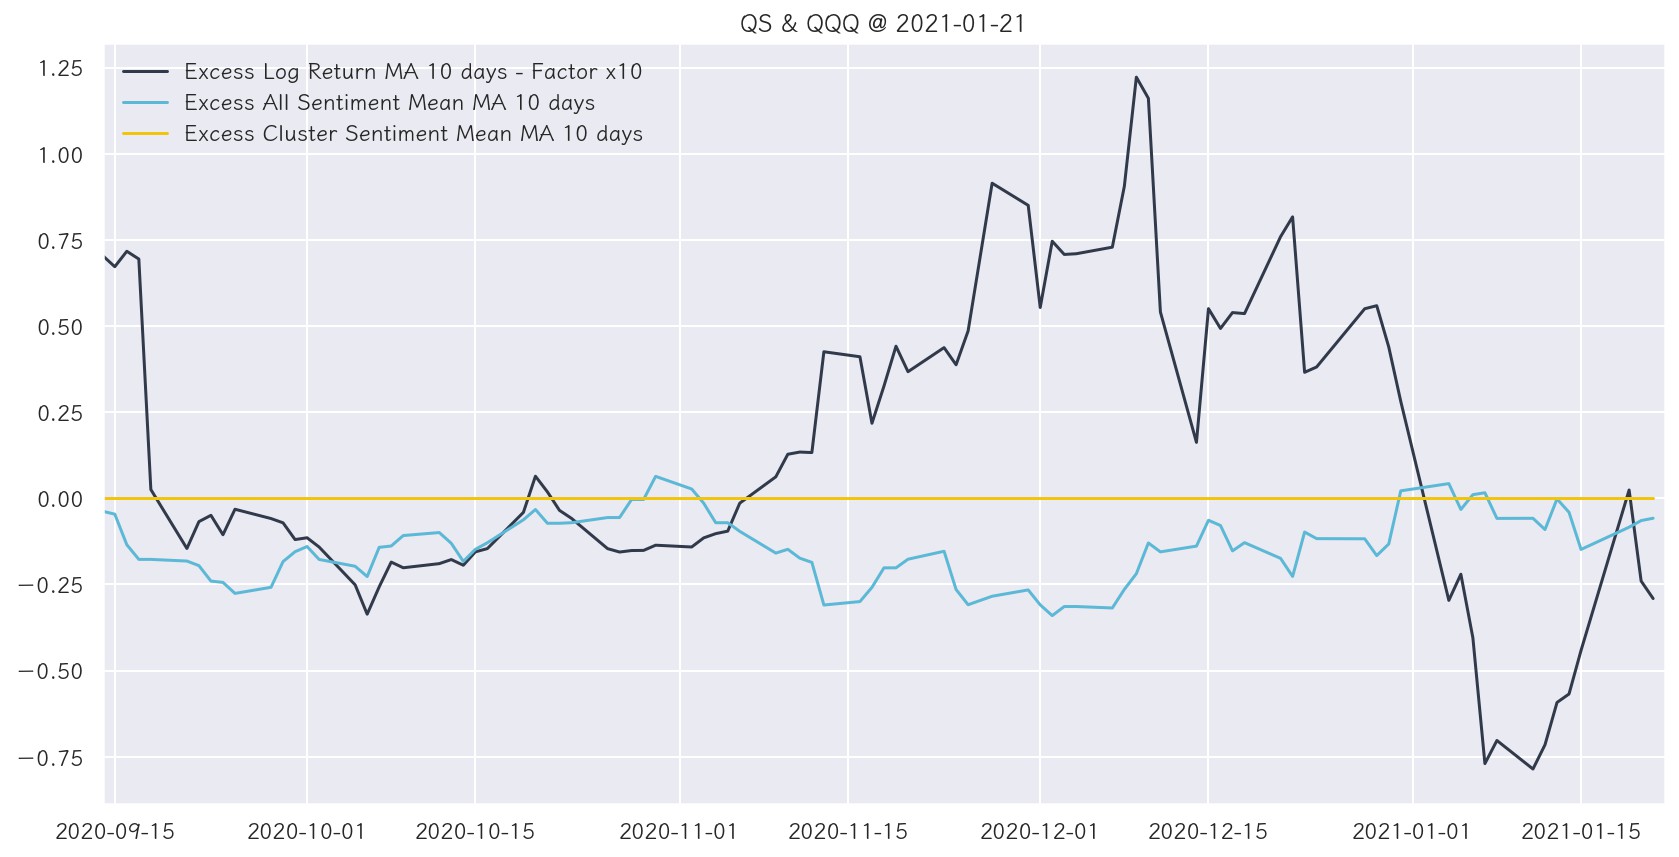 QS & QQQ @ 2021-01-21
Excess Log Return MA 10 days - Factor x10
Excess All Sentiment Mean MA 10 days
Excess Cluster Sentiment Mean MA 10 days
1.25
1.00
0.75
0.50
0.25
0.00
−0.25
−0.50
−0.75
2020-09-15 2020-10-01 2020-10-15 2020-11-01 2020-11-15 2020-12-01 2020-12-15 2021-01-01 2021-01-15